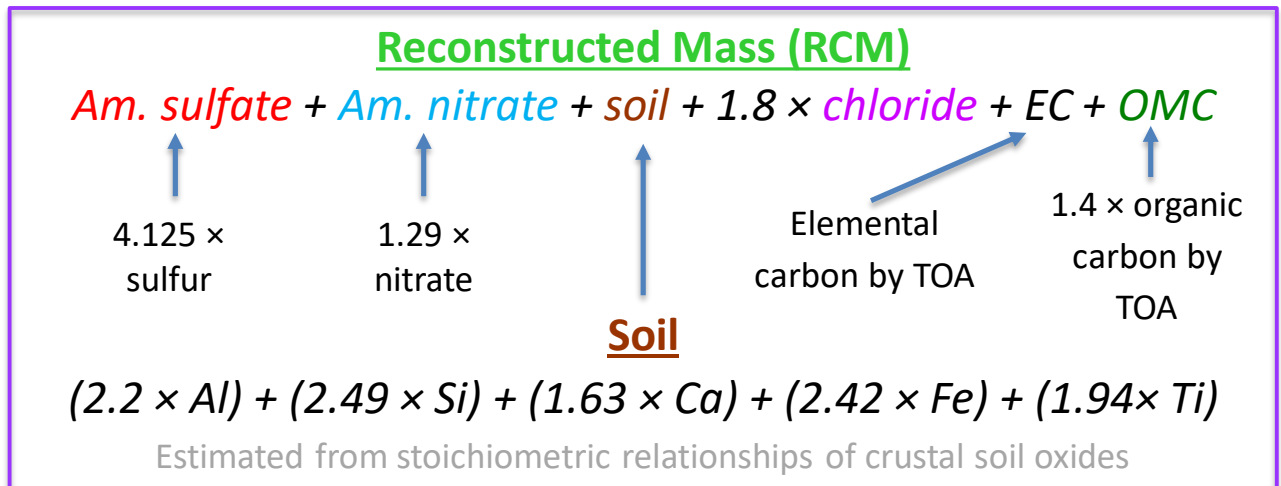 Reconstructed Mass (RCM)
Am. sulfate + Am. nitrate + soil + 1.8 × chloride + EC + OMC
4.125 ×
sulfur
1.29 ×
nitrate
Elemental
carbon by TOA
1.4 × organic
carbon by
TOA
Soil
(2.2 × Al) + (2.49 × Si) + (1.63 × Ca) + (2.42 × Fe) + (1.94× Ti)
Estimated from stoichiometric relationships of crustal soil oxides